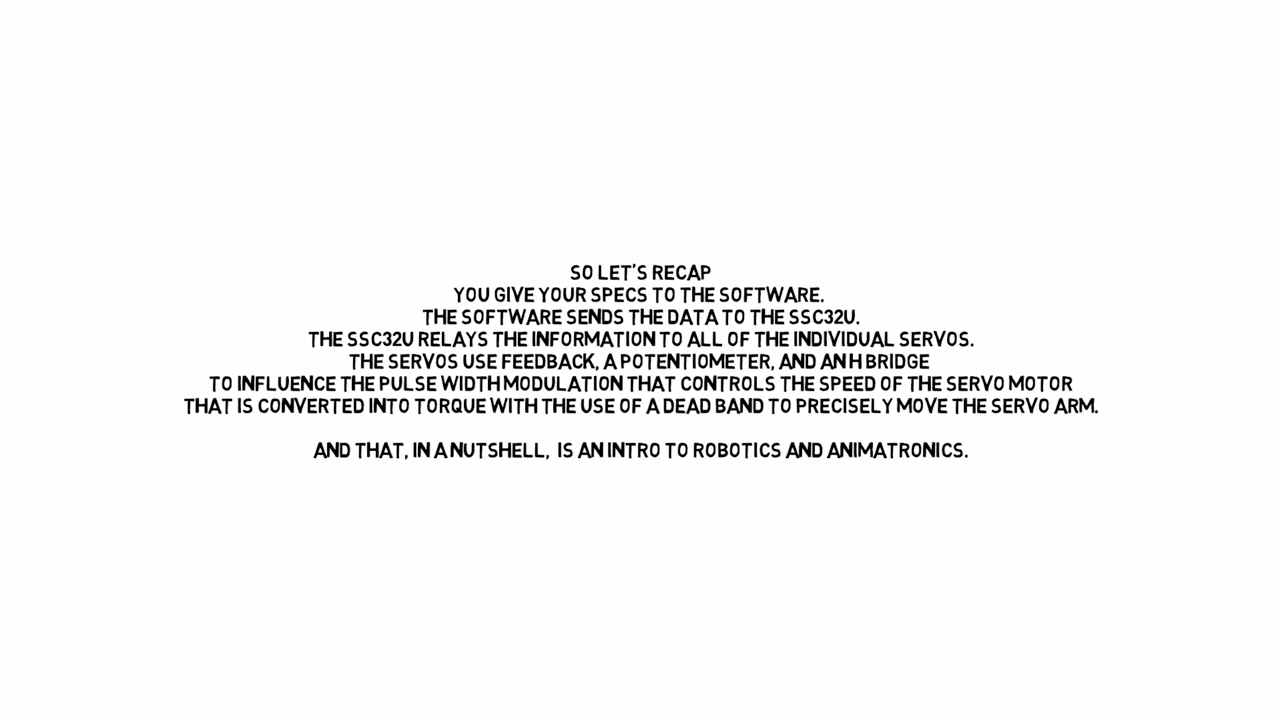 SO LET'S RECAP
YOU GIVE YOUR SPECS TO THE SOFTWARE.
THE SOFTWARE SENDS THE DATA TO THE SSC32U.
THE SSC32U RELAYS THE INFORMATION TO ALL OF THE INDIVIDUAL SERVOS.
THE SERVOS USE FEEDBACK, A POTENTIOMETER, AND AN H BRIDGE
TO INFLUENCE THE PULSE WIDTH MODULATION THAT CONTROLS THE SPEED OF THE SERVO MOTOR
THAT IS CONVERTED INTO TORQUE WITH THE USE OF A DEAD BAND TO PRECISELY MOVE THE SERVO ARM.
AND THAT, IN A NUTSHELL, IS AN INTRO TO ROBOTICS AND ANIMATRONICS.